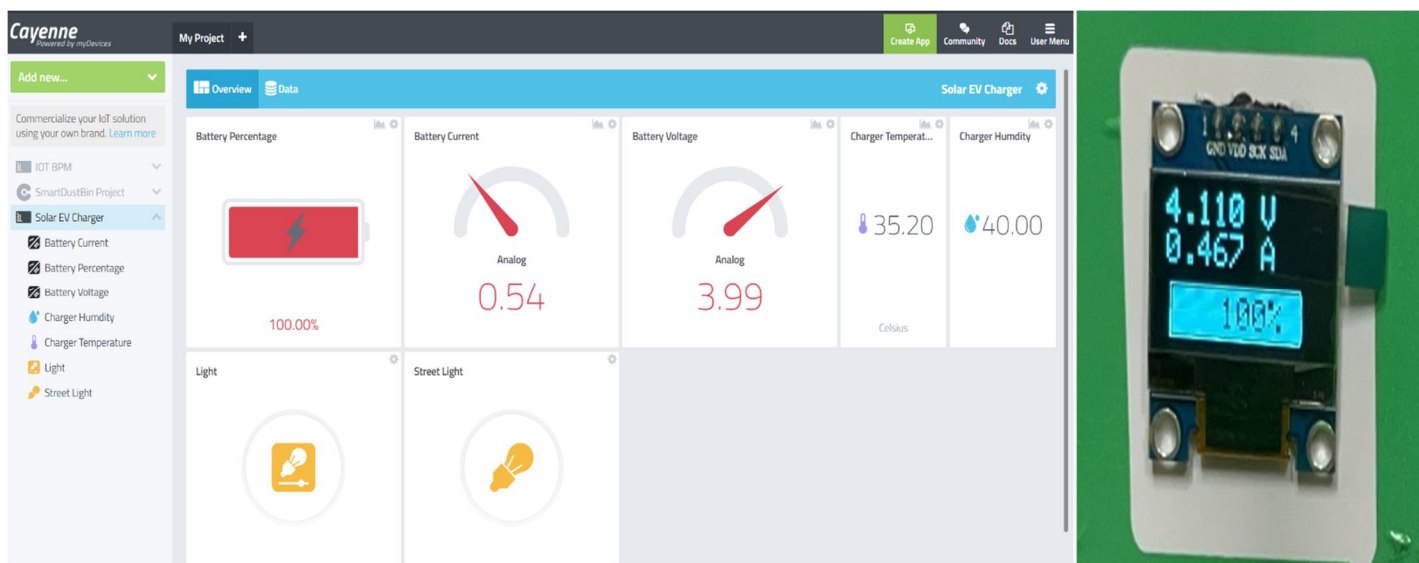 Cayenne
Powered by myDevices
My Project +
Create App
Community
Docs
User Menu
Add new...
Commercialize your IoT solution
using your own brand. Learn more
IOT BPM
SmartDustBin Project
Solar EV Charger
Battery Current
Battery Percentage
Battery Voltage
Charger Humdity
Charger Temperature
Light
Street Light
Overview
Data
Solar EV Charger
Battery Percentage
100.00%
Battery Current
Analog
0.54
Battery Voltage
Analog
3.99
Charger Temperat...
35.20
Celsius
Charger Humdity
40.00
Light
Street Light
1 4
GND VDD SCK SDA
4.110 V
0.467 A
100%